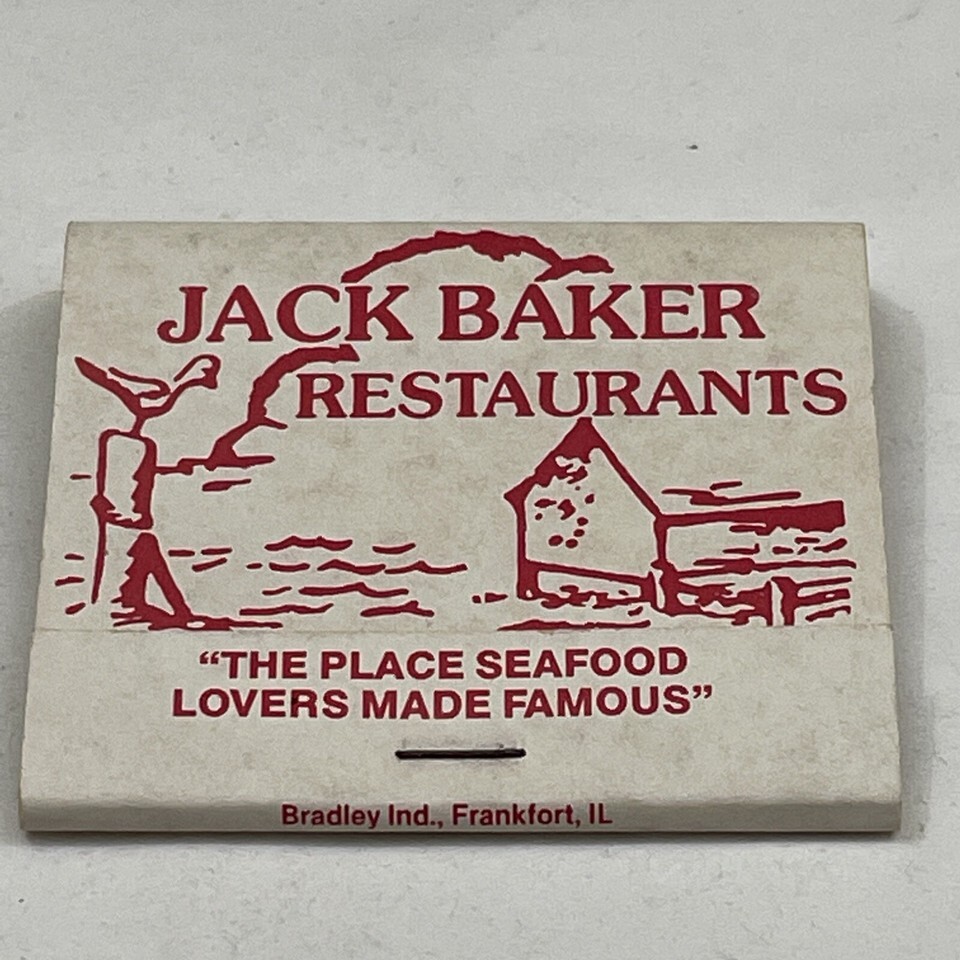 JACK BAKER
RESTAURANTS
“THE PLACE SEAFOOD
LOVERS MADE FAMOUS”
Bradley Ind., Frankfort, IL